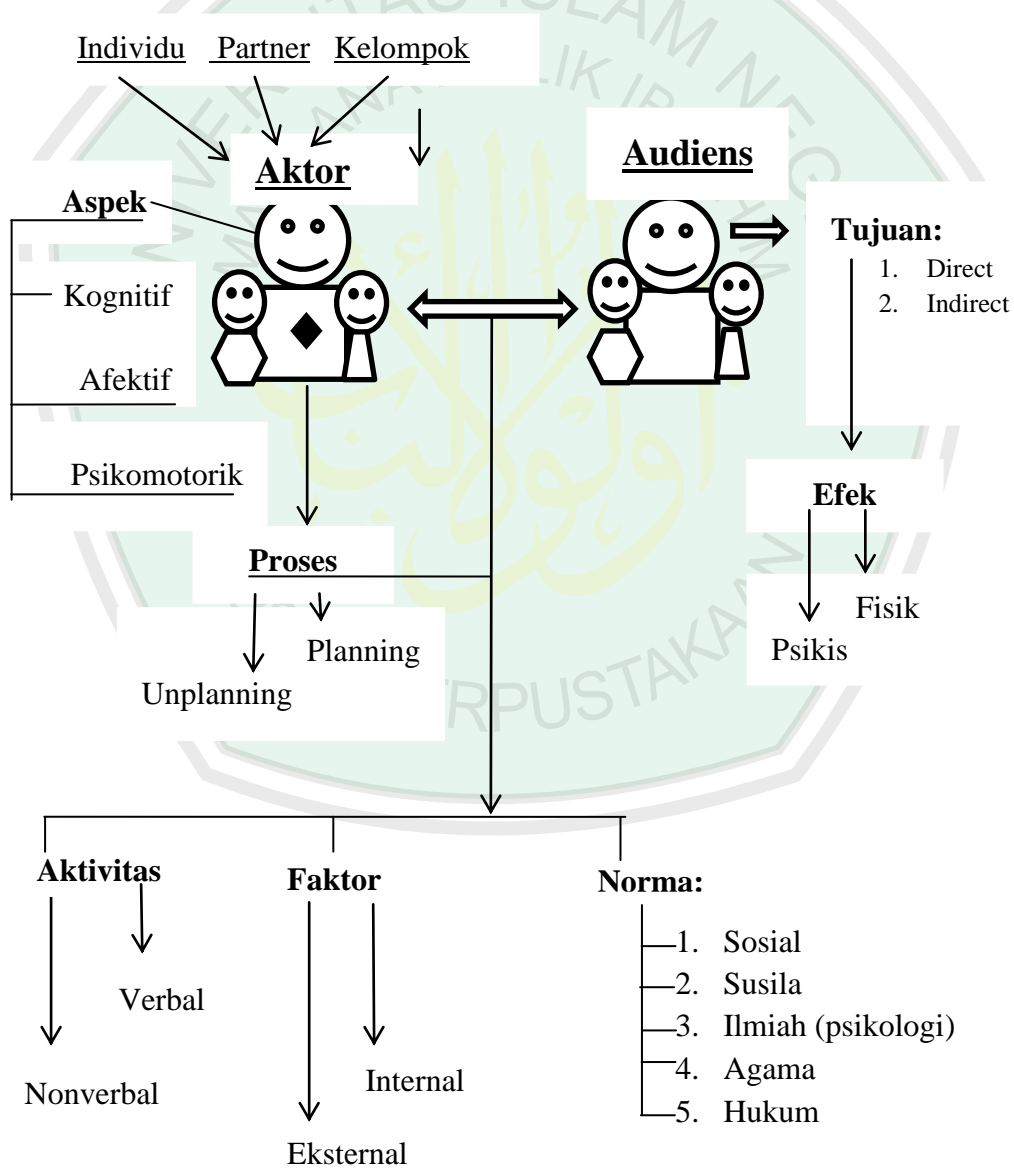 Individu Partner Kelompok
Aktor
Audiens
Aspek
Kognitif
Afektif
Psikomotorik
Tujuan:
1. Direct
2. Indirect
Efek
Fisik
Psikis
Proses
Planning
Unplanning
PERPUSTAKAAN
Aktivitas
Verbal
Nonverbal
Faktor
Internal
Eksternal
Norma:
1. Sosial
2. Susila
3. Ilmiah (psikologi)
4. Agama
5. Hukum